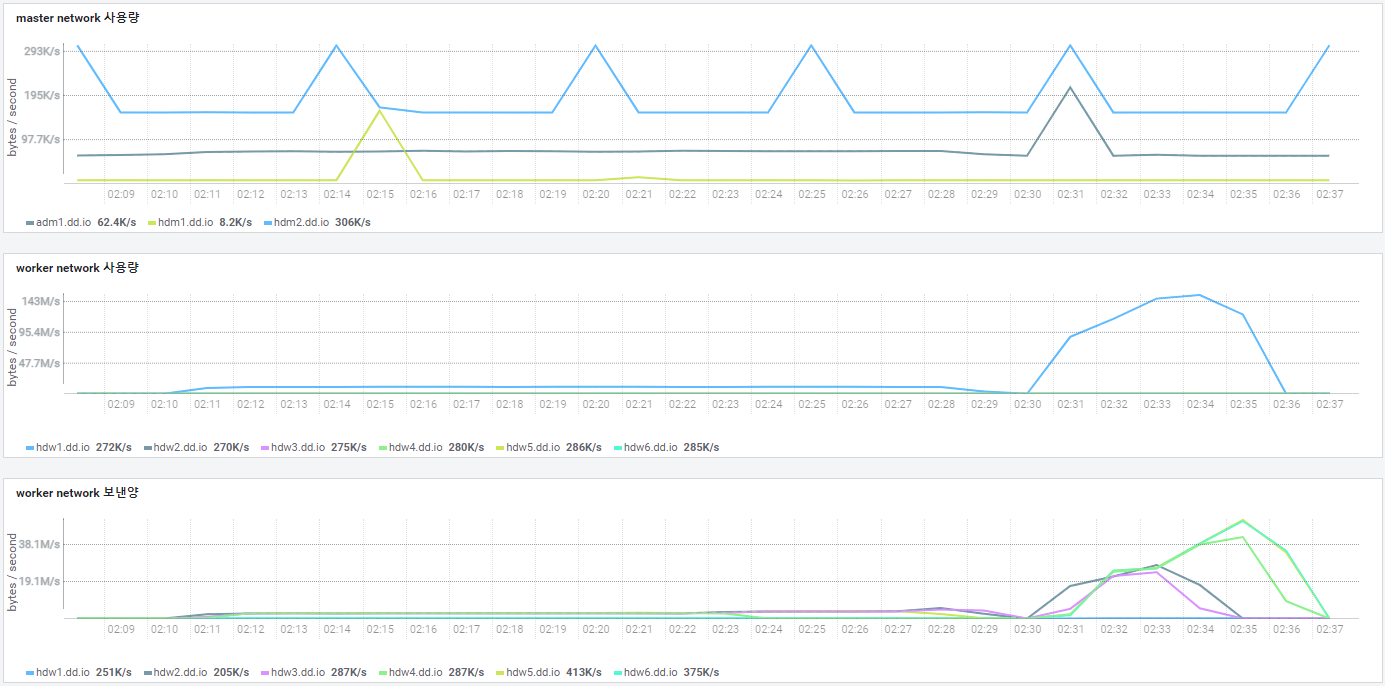 master network 사용량
293K/s
195K/s
97.7K/s
bytes / second
02:09 02:10 02:11 02:12 02:13 02:14 02:15 02:16 02:17 02:18 02:19 02:20 02:21 02:22 02:23 02:24 02:25 02:26 02:27 02:28 02:29 02:30 02:31 02:32 02:33 02:34 02:35 02:36 02:37
adm1.dd.io 62.4K/s hdm1.dd.io 8.2K/s hdm2.dd.io 306K/s
worker network 사용량
143M/s
95.4M/s
47.7M/s
bytes / second
02:09 02:10 02:11 02:12 02:13 02:14 02:15 02:16 02:17 02:18 02:19 02:20 02:21 02:22 02:23 02:24 02:25 02:26 02:27 02:28 02:29 02:30 02:31 02:32 02:33 02:34 02:35 02:36 02:37
hdw1.dd.io 272K/s hdw2.dd.io 270K/s hdw3.dd.io 275K/s hdw4.dd.io 280K/s hdw5.dd.io 286K/s hdw6.dd.io 285K/s
worker network 보낸양
38.1M/s
19.1M/s
bytes / second
02:09 02:10 02:11 02:12 02:13 02:14 02:15 02:16 02:17 02:18 02:19 02:20 02:21 02:22 02:23 02:24 02:25 02:26 02:27 02:28 02:29 02:30 02:31 02:32 02:33 02:34 02:35 02:36 02:37
hdw1.dd.io 251K/s hdw2.dd.io 205K/s hdw3.dd.io 287K/s hdw4.dd.io 287K/s hdw5.dd.io 413K/s hdw6.dd.io 375K/s